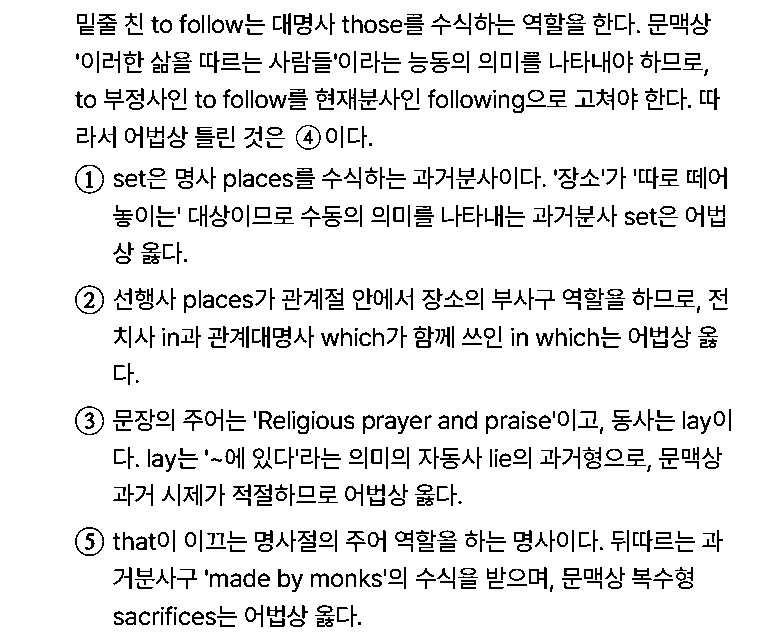 밑줄 친 to follow는 대명사 those를 수식하는 역할을 한다. 문맥상
'이러한 삶을 따르는 사람들'이라는 능동의 의미를 나타내야 하므로,
to 부정사인 to follow를 현재분사인 following으로 고쳐야 한다. 따
라서 어법상 틀린 것은 ④이다.
① set은 명사 places를 수식하는 과거분사이다. '장소'가 '따로 떼어
놓이는' 대상이므로 수동의 의미를 나타내는 과거분사 set은 어법
상 옳다.
② 선행사 places가 관계절 안에서 장소의 부사구 역할을 하므로, 전
치사 in과 관계대명사 which가 함께 쓰인 in which는 어법상 옳
다.
③ 문장의 주어는 'Religious prayer and praise'이고, 동사는 lay이
다. lay는 '~에 있다'라는 의미의 자동사 lie의 과거형으로, 문맥상
과거 시제가 적절하므로 어법상 옳다.
⑤ that이 이끄는 명사절의 주어 역할을 하는 명사이다. 뒤따르는 과
거분사구 'made by monks'의 수식을 받으며, 문맥상 복수형
sacrifices는 어법상 옳다.